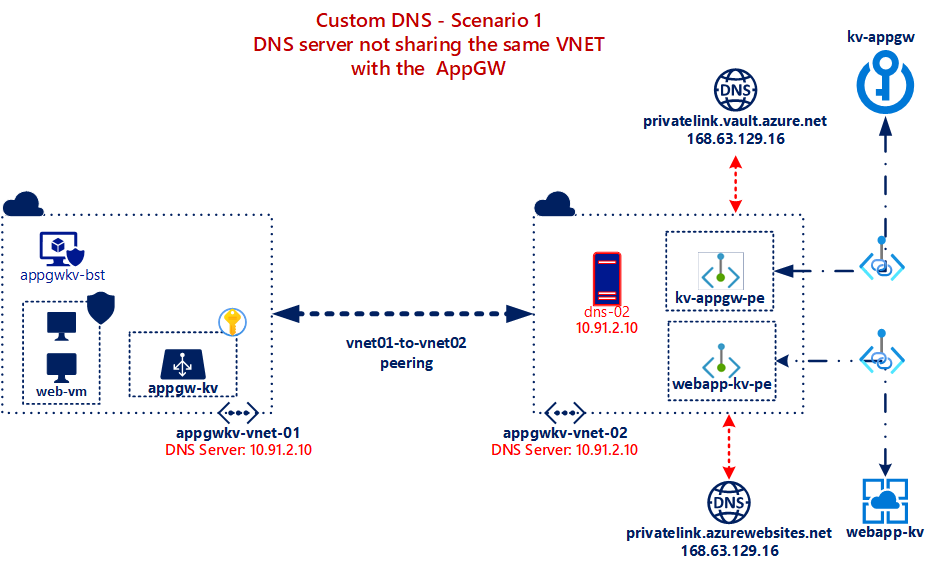 Custom DNS - Scenario 1
DNS server not sharing the same VNET
with the AppGW
kv-appgw
DNS
privatelink.vault.azure.net
168.63.129.16
appgwkv-bst
web-vm
appgw-kv
vnet01-to-vnet02
peering
dns-02
10.91.2.10
kv-appgw-pe
webapp-kv-pe
appgwkv-vnet-01
DNS Server: 10.91.2.10
appgwkv-vnet-02
DNS Server: 10.91.2.10
DNS
privatelink.azurewebsites.net
168.63.129.16
webapp-kv